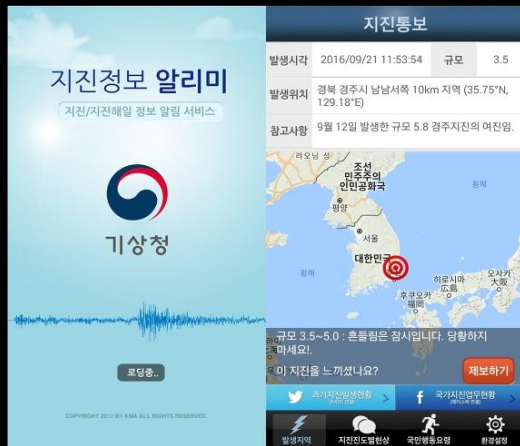 지진정보 알리미
지진/지진해일 정보 알림 서비스
기상청
로딩중..
COPYRIGHT 2012 BY KMA ALL RIGHTS RESERVED.
지진통보
발생시각 2016/09/21 11:53:54 규모 3.5
발생위치 경북 경주시 남남서쪽 10km 지역 (35.75°N,
129.18°E)
참고사항 9월 12일 발생한 규모 5.8 경주지진의 여진임.
랴오닝 성
조선
민주주의
인민공화국
평양
동해
서울
대한민국
황해
히로시마
広島
오사카
大阪
후쿠오카
福岡
규모 3.5~5.0 : 흔들림은 잠시입니다. 당황하지
마세요!.
이 지진을 느끼셨나요? 제보하기
과거지진발생현황
국가지진업무현황
발생지역 지진진도별현상 국민행동요령 환경설정